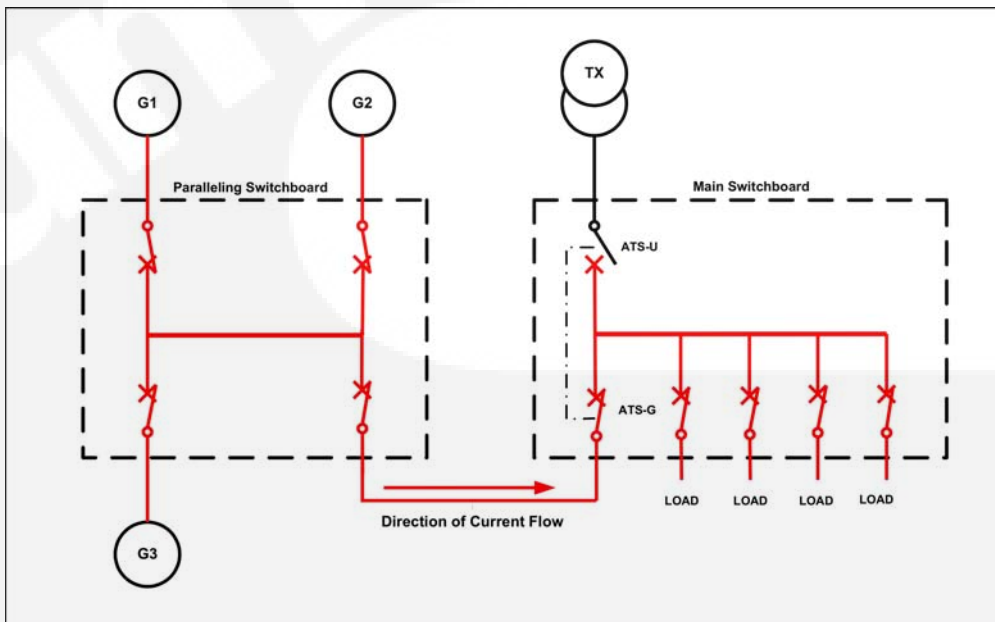 G1
G2
TX
Paralleling Switchboard
Main Switchboard
ATS-U
ATS-G
LOAD
LOAD
LOAD
LOAD
Direction of Current Flow
G3